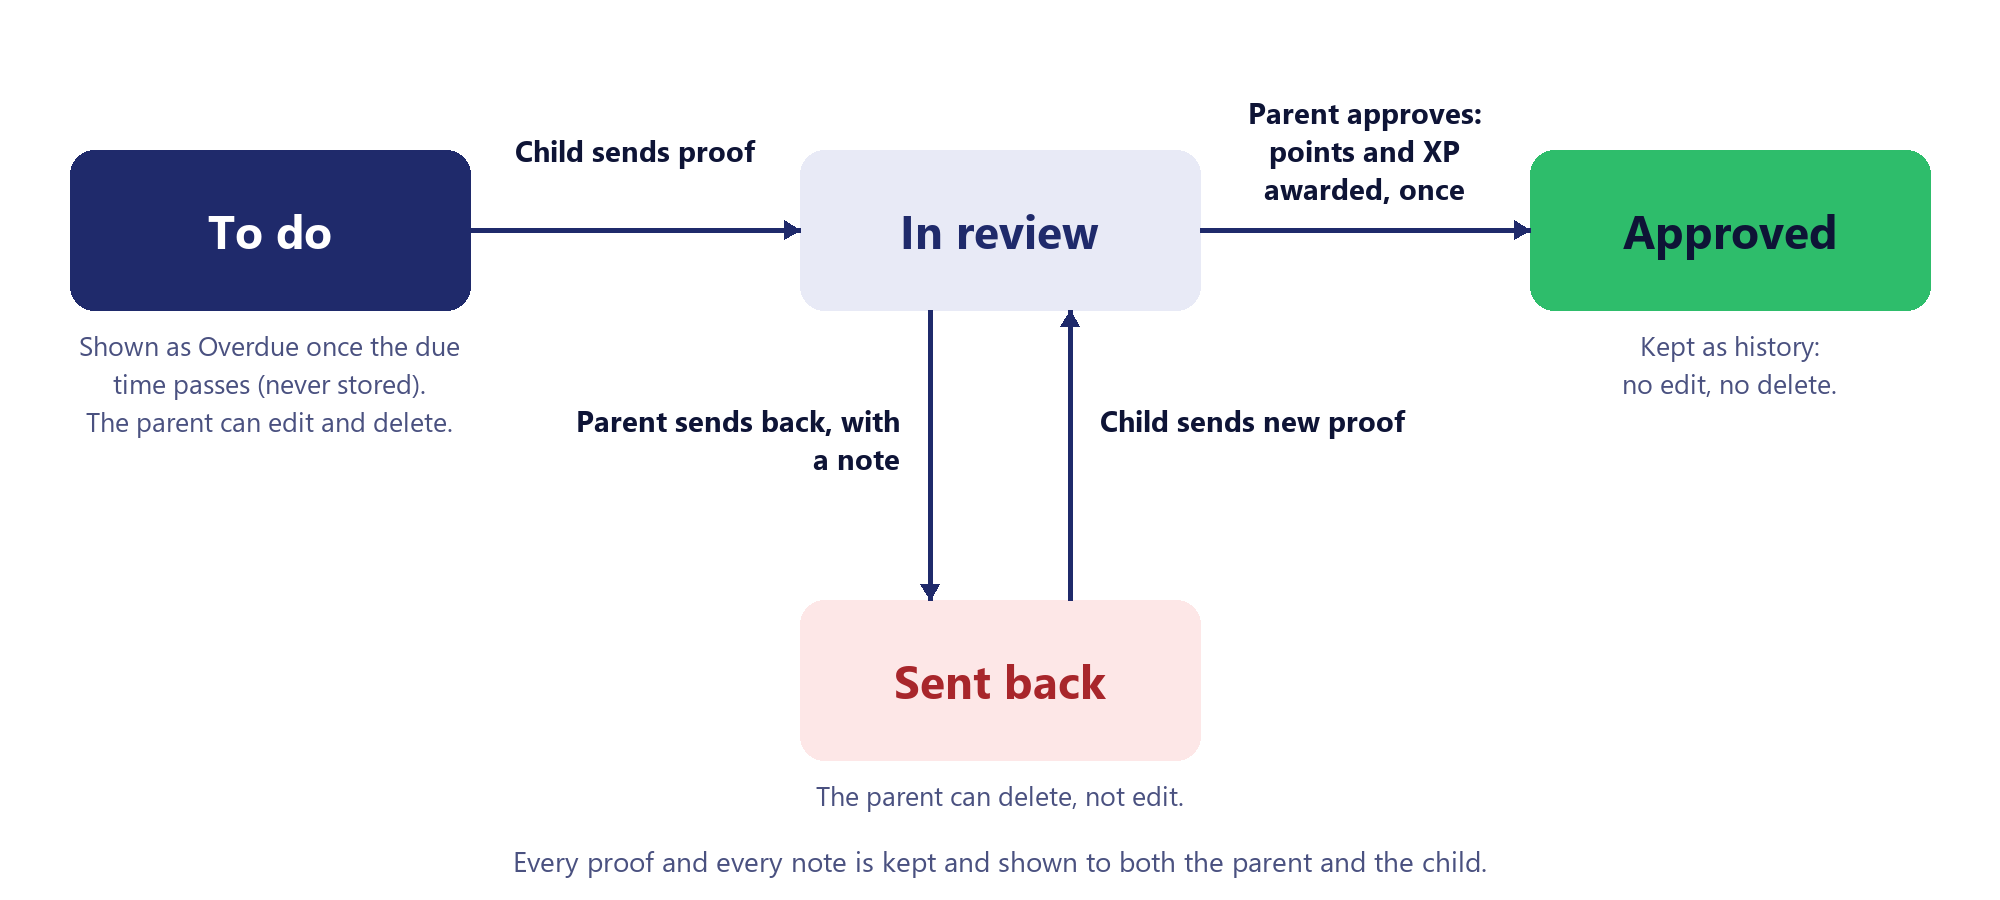 Parent approves:
Child sends proof
points and XP
awarded, once
To do
In review
Approved
Shown as Overdue once the due
time passes (never stored).
The parent can edit and delete.
Kept as history:
no edit, no delete.
Parent sends back, with
a note
Child sends new proof
Sent back
The parent can delete, not edit.
Every proof and every note is kept and shown to both the parent and the child.